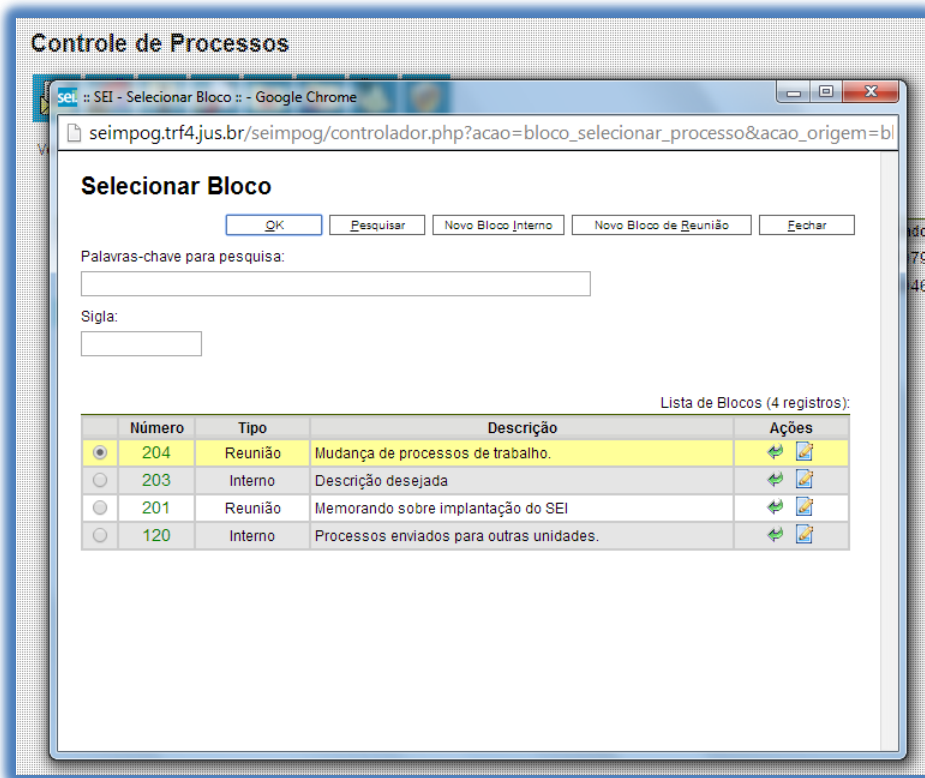 Controle de Processos
sei. :: SEI - Selecionar Bloco :: - Google Chrome
seimpog.trf4.jus.br/seimpog/controlador.php?acao=bloco_selecionar_processo&acao_origem=bl
Selecionar Bloco
OK Pesquisar Novo Bloco Interno Novo Bloco de Reunião Fechar
Palavras-chave para pesquisa:
Sigla:
Lista de Blocos (4 registros):
Número Tipo Descrição Ações
204 Reunião Mudança de processos de trabalho.
203 Interno Descrição desejada
201 Reunião Memorando sobre implantação do SEI
120 Interno Processos enviados para outras unidades.